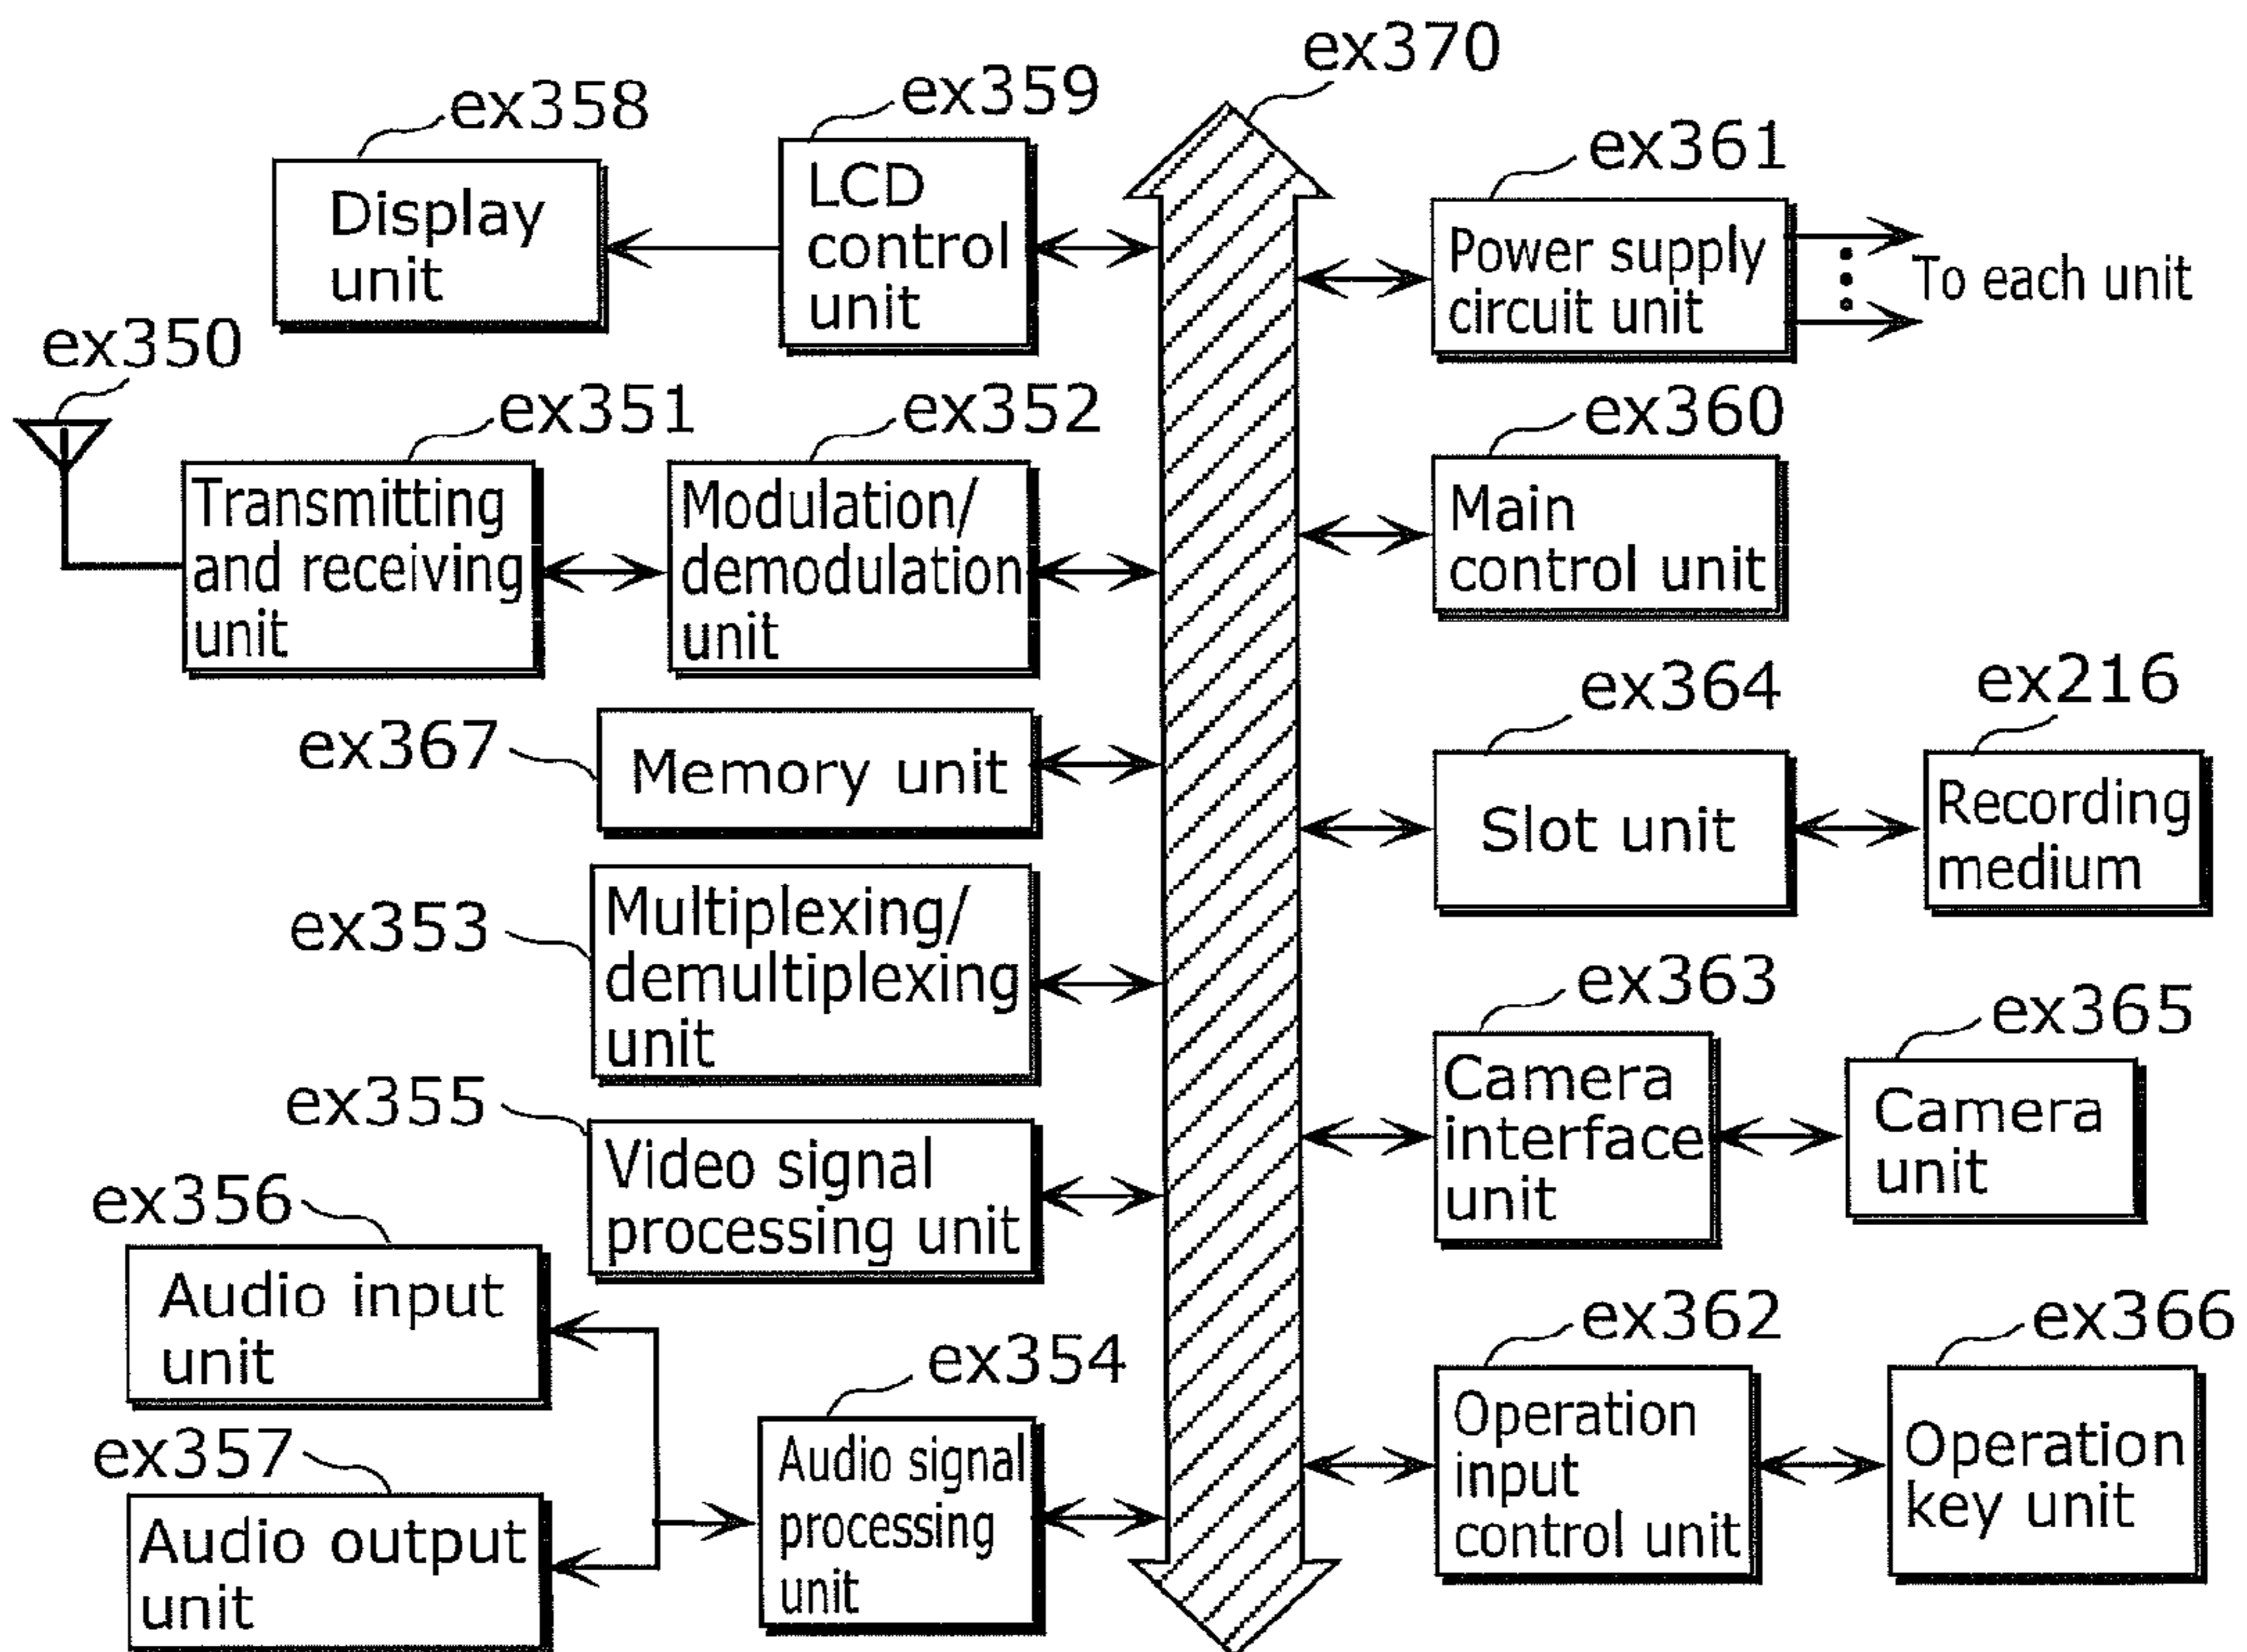 ex370
ex359
ex358
ex361
LCD
control
unit
Display
unit
Power supply
circuit unit
To each unit
ex350
ex351
ex352
ex360
Transmitting
and receiving
unit
Modulation/
demodulation
unit
Main
control unit
ex364
ex216
ex367
Memory unit
Slot unit
Recording
medium
ex353
Multiplexing/
demultiplexing
unit
ex363
ex365
Camera
interface
unit
Camera
unit
ex355
Video signal
processing unit
ex356
Audio input
unit
ex362
ex366
ex354
Operation
input
control unit
Operation
key unit
ex357
Audio output
unit
Audio signal
processing
unit